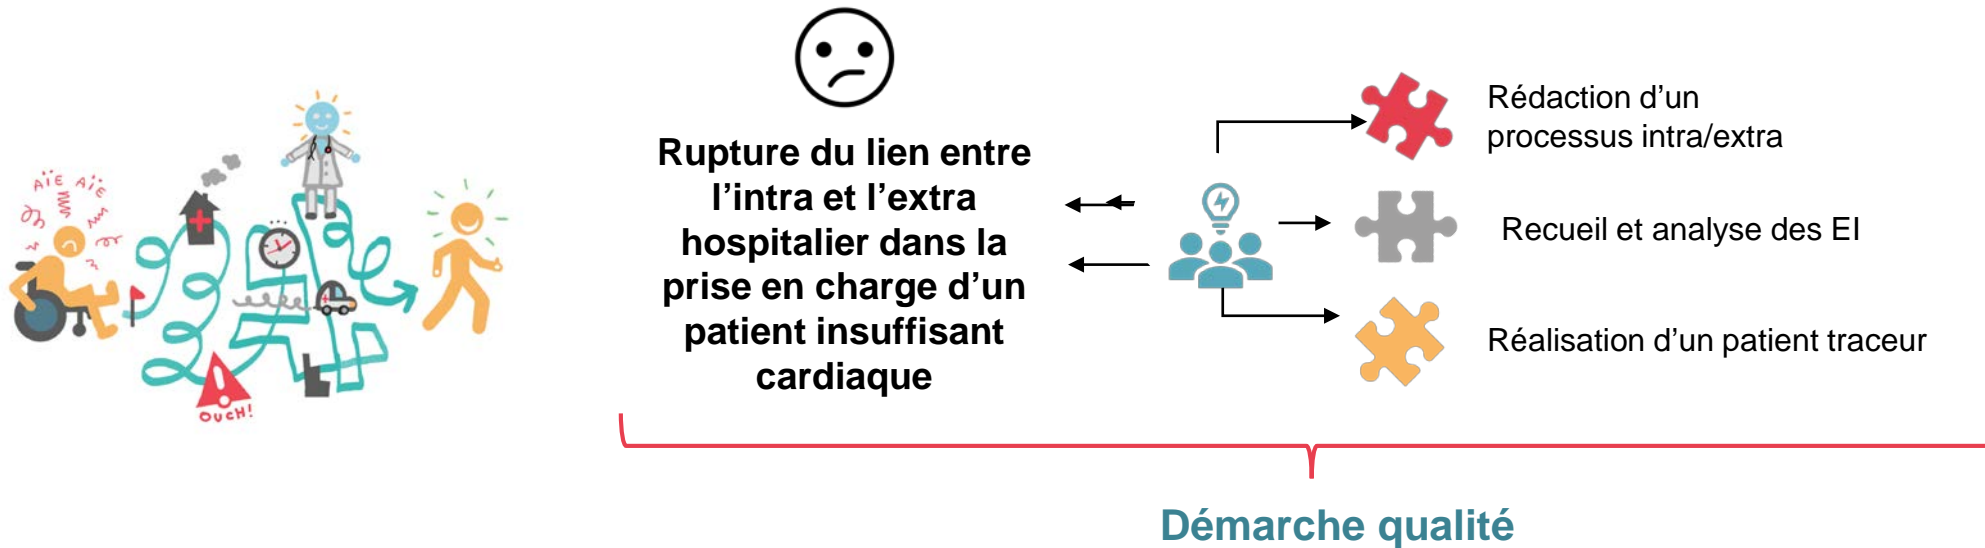 AÏE AÏE
OUCH!
Rupture du lien entre
l’intra et l’extra
hospitalier dans la
prise en charge d’un
patient insuffisant
cardiaque
Rédaction d’un
processus intra/extra
Recueil et analyse des EI
Réalisation d’un patient traceur
Démarche qualité